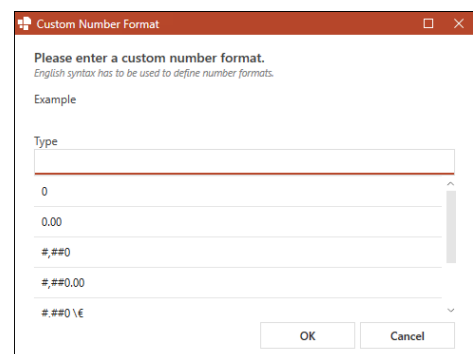 Custom Number Format
Please enter a custom number format.
English syntax has to be used to define number formats.
Example
Type
0
0.00
#,##0
#,##0.00
#,##0 \€
OK Cancel